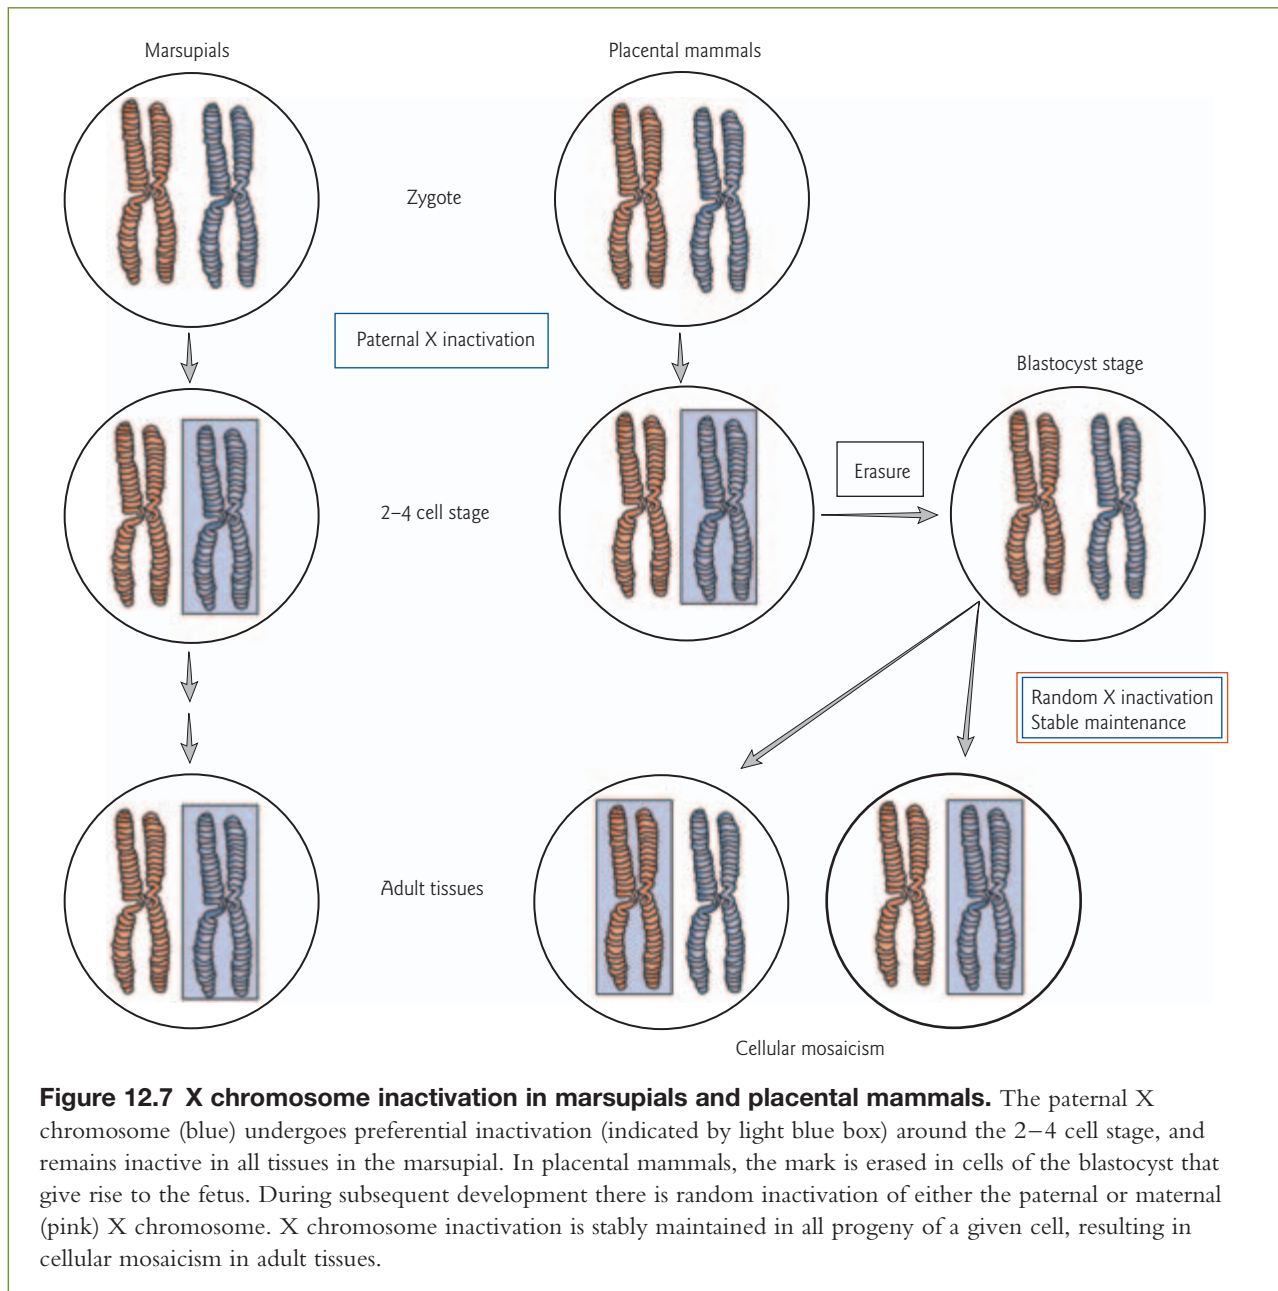 Marsupials
Placental mammals
Zygote
Paternal X inactivation
Blastocyst stage
Erasure
2–4 cell stage
Random X inactivation
Stable maintenance
Adult tissues
Cellular mosaicism
Figure 12.7 X chromosome inactivation in marsupials and placental mammals. The paternal X
chromosome (blue) undergoes preferential inactivation (indicated by light blue box) around the 2–4 cell stage, and
remains inactive in all tissues in the marsupial. In placental mammals, the mark is erased in cells of the blastocyst that
give rise to the fetus. During subsequent development there is random inactivation of either the paternal or maternal
(pink) X chromosome. X chromosome inactivation is stably maintained in all progeny of a given cell, resulting in
cellular mosaicism in adult tissues.